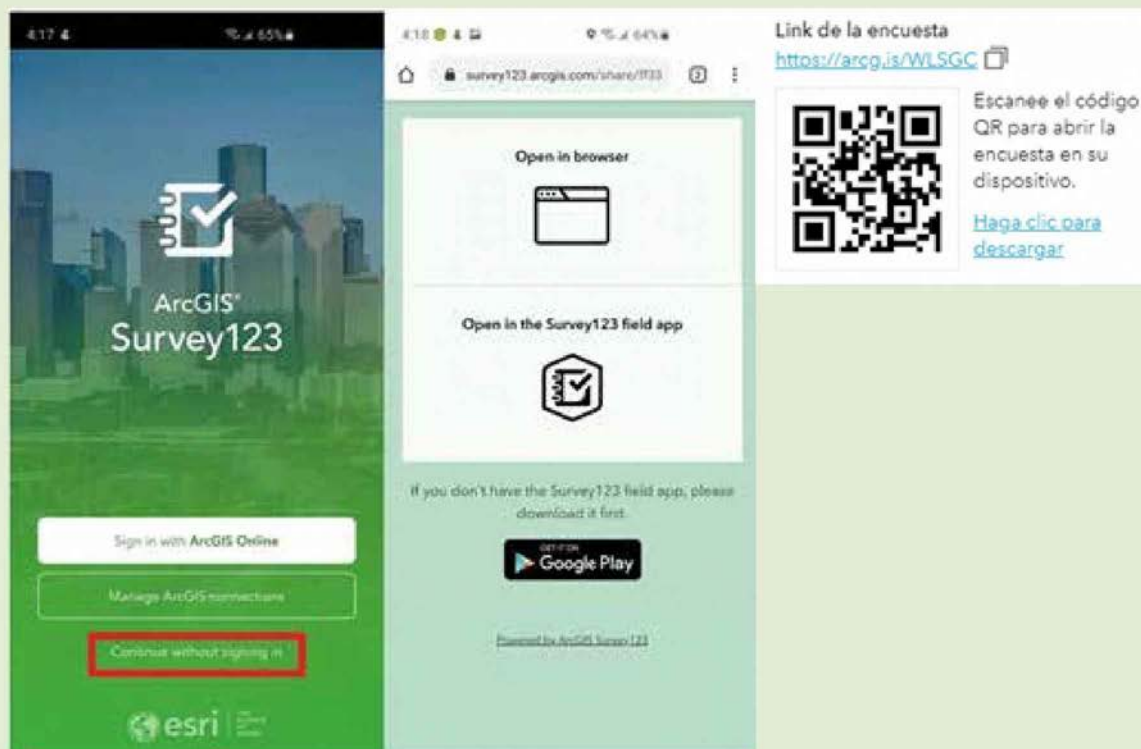 4:17
65%
ArcGIS®
Survey123
Sign in with ArcGIS Online
Manage ArcGIS connections
Continue without signing in
esri
4:18
64%
survey123.arcgis.com/share/ff33
Open in browser
Open in the Survey123 field app
If you don't have the Survey123 field app, please
download it first.
GET IT ON
Google Play
Powered by ArcGIS Survey 123
Link de la encuesta
https://arcg.is/WLSGC
Escanee el código
QR para abrir la
encuesta en su
dispositivo.
Haga clic para
descargar